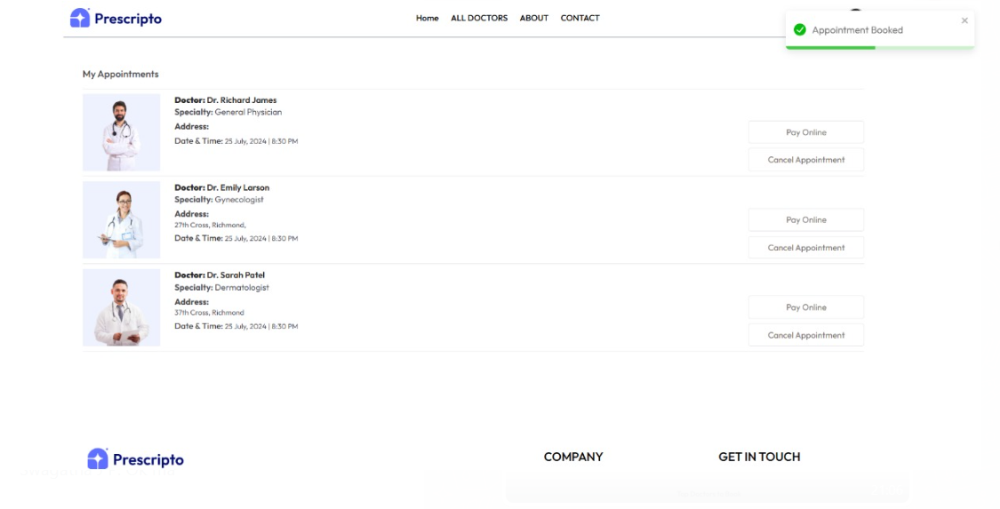 Prescripto
Home ALL DOCTORS ABOUT CONTACT
Appointment Booked
My Appointments
Doctor: Dr. Richard James
Specialty: General Physician
Address:
Date & Time: 25 July, 2024 | 8:30 PM
Pay Online
Cancel Appointment
Doctor: Dr. Emily Larson
Specialty: Gynecologist
Address:
27th Cross, Richmond,
Date & Time: 25 July, 2024 | 8:30 PM
Pay Online
Cancel Appointment
Doctor: Dr. Sarah Patel
Specialty: Dermatologist
Address:
37th Cross, Richmond
Date & Time: 25 July, 2024 | 8:30 PM
Pay Online
Cancel Appointment
Prescripto
COMPANY
GET IN TOUCH